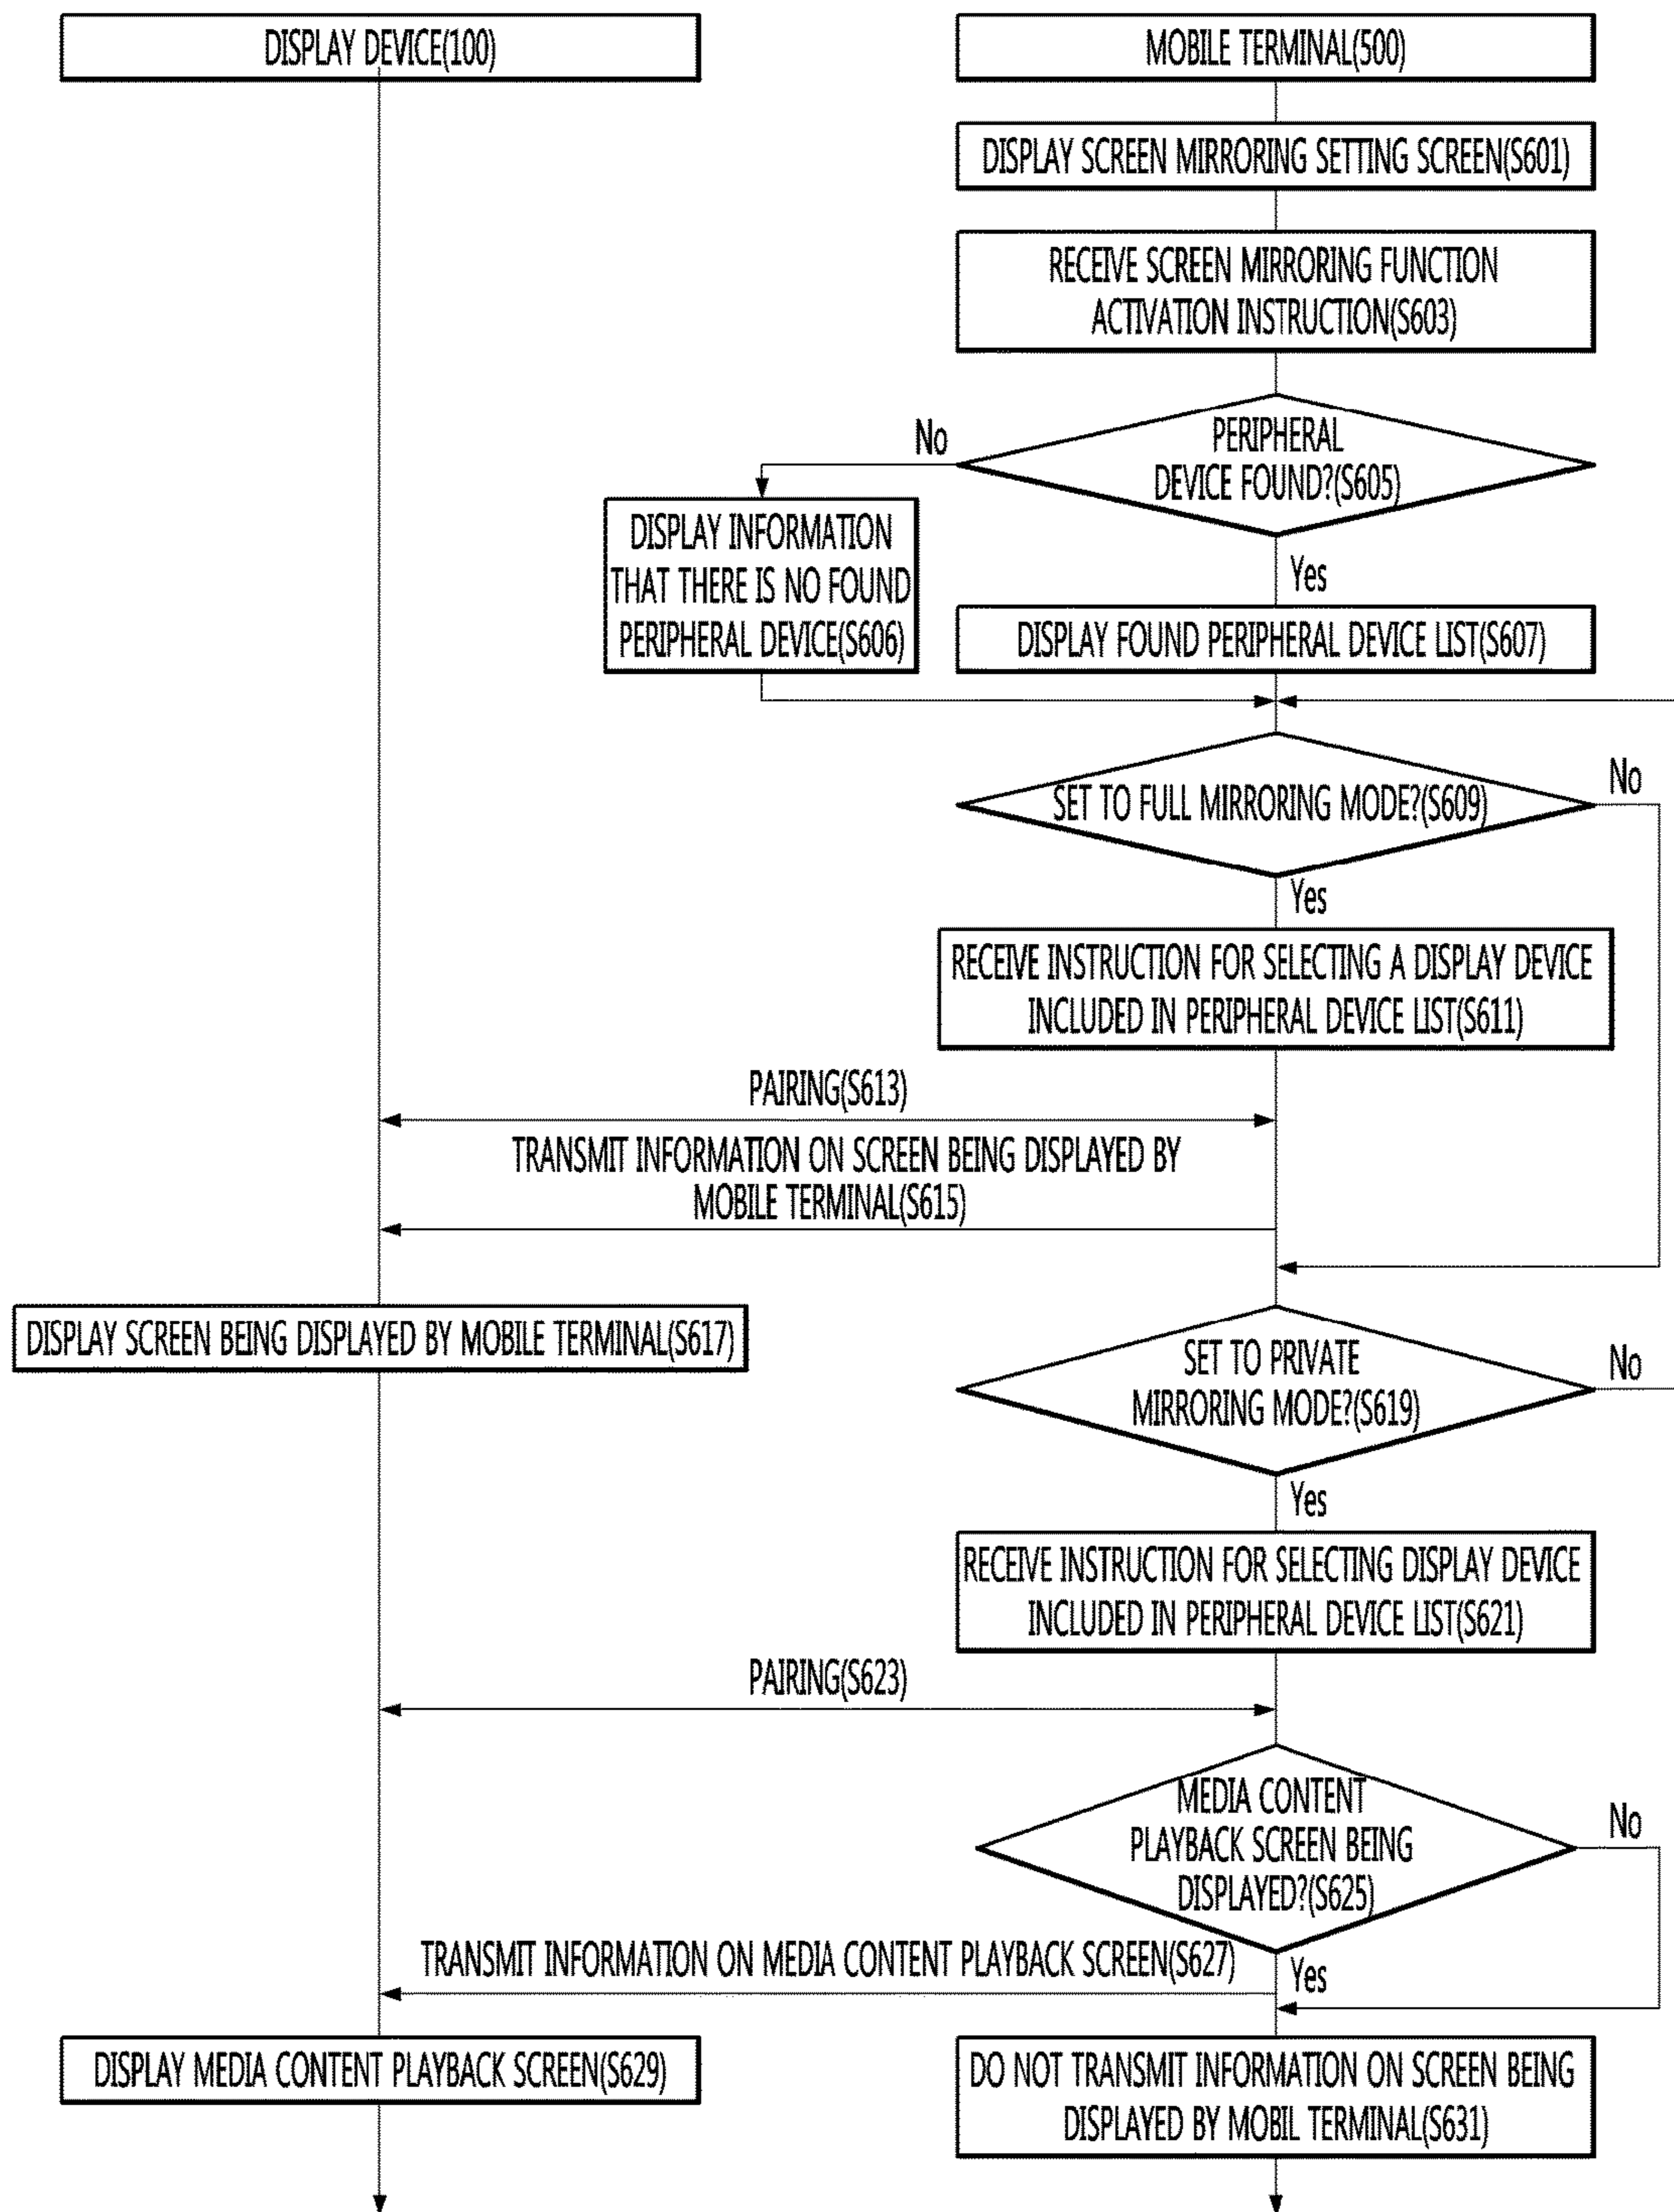 DISPLAY DEVICE(100)
MOBILE TERMINAL(500)
DISPLAY SCREEN MIRRORING SETTING SCREEN(S601)
RECEIVE SCREEN MIRRORING FUNCTION
ACTIVATION INSTRUCTION(S603)
No
PERIPHERAL
DEVICE FOUND?(S605)
DISPLAY INFORMATION
THAT THERE IS NO FOUND
PERIPHERAL DEVICE(S606)
Yes
DISPLAY FOUND PERIPHERAL DEVICE LIST(S607)
SET TO FULL MIRRORING MODE?(S609)
No
Yes
RECEIVE INSTRUCTION FOR SELECTING A DISPLAY DEVICE
INCLUDED IN PERIPHERAL DEVICE LIST(S611)
PAIRING(S613)
TRANSMIT INFORMATION ON SCREEN BEING DISPLAYED BY
MOBILE TERMINAL(S615)
DISPLAY SCREEN BEING DISPLAYED BY MOBILE TERMINAL(S617)
SET TO PRIVATE
MIRRORING MODE?(S619)
No
Yes
RECEIVE INSTRUCTION FOR SELECTING DISPLAY DEVICE
INCLUDED IN PERIPHERAL DEVICE LIST(S621)
PAIRING(S623)
MEDIA CONTENT
PLAYBACK SCREEN BEING
DISPLAYED?(S625)
No
TRANSMIT INFORMATION ON MEDIA CONTENT PLAYBACK SCREEN(S627)
Yes
DISPLAY MEDIA CONTENT PLAYBACK SCREEN(S629)
DO NOT TRANSMIT INFORMATION ON SCREEN BEING
DISPLAYED BY MOBIL TERMINAL(S631)